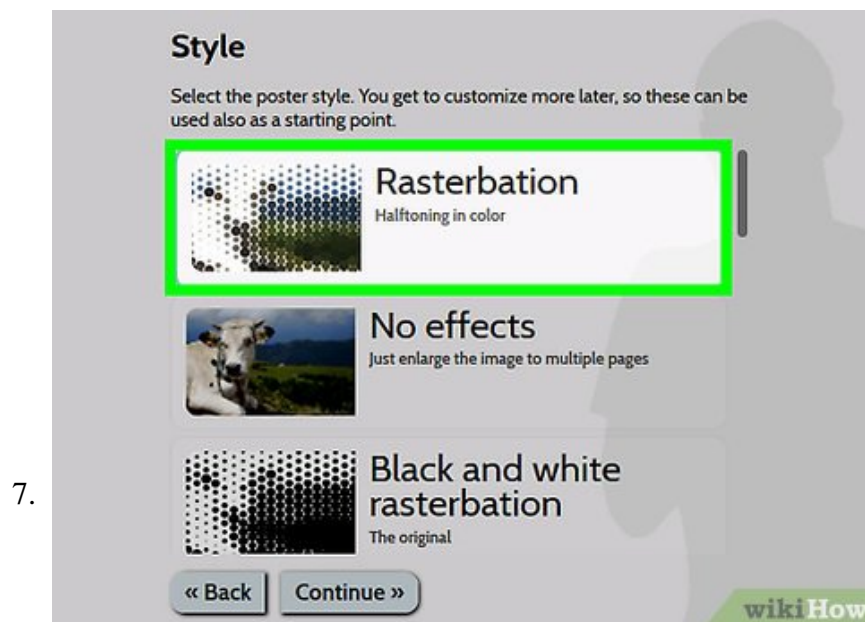 Style
Select the poster style. You get to customize more later, so these can be
used also as a starting point.
Rasterbation
Halftoning in color
No effects
Just enlarge the image to multiple pages
7.
Black and white
rasterbation
The original
« Back
Continue »
wikiHow